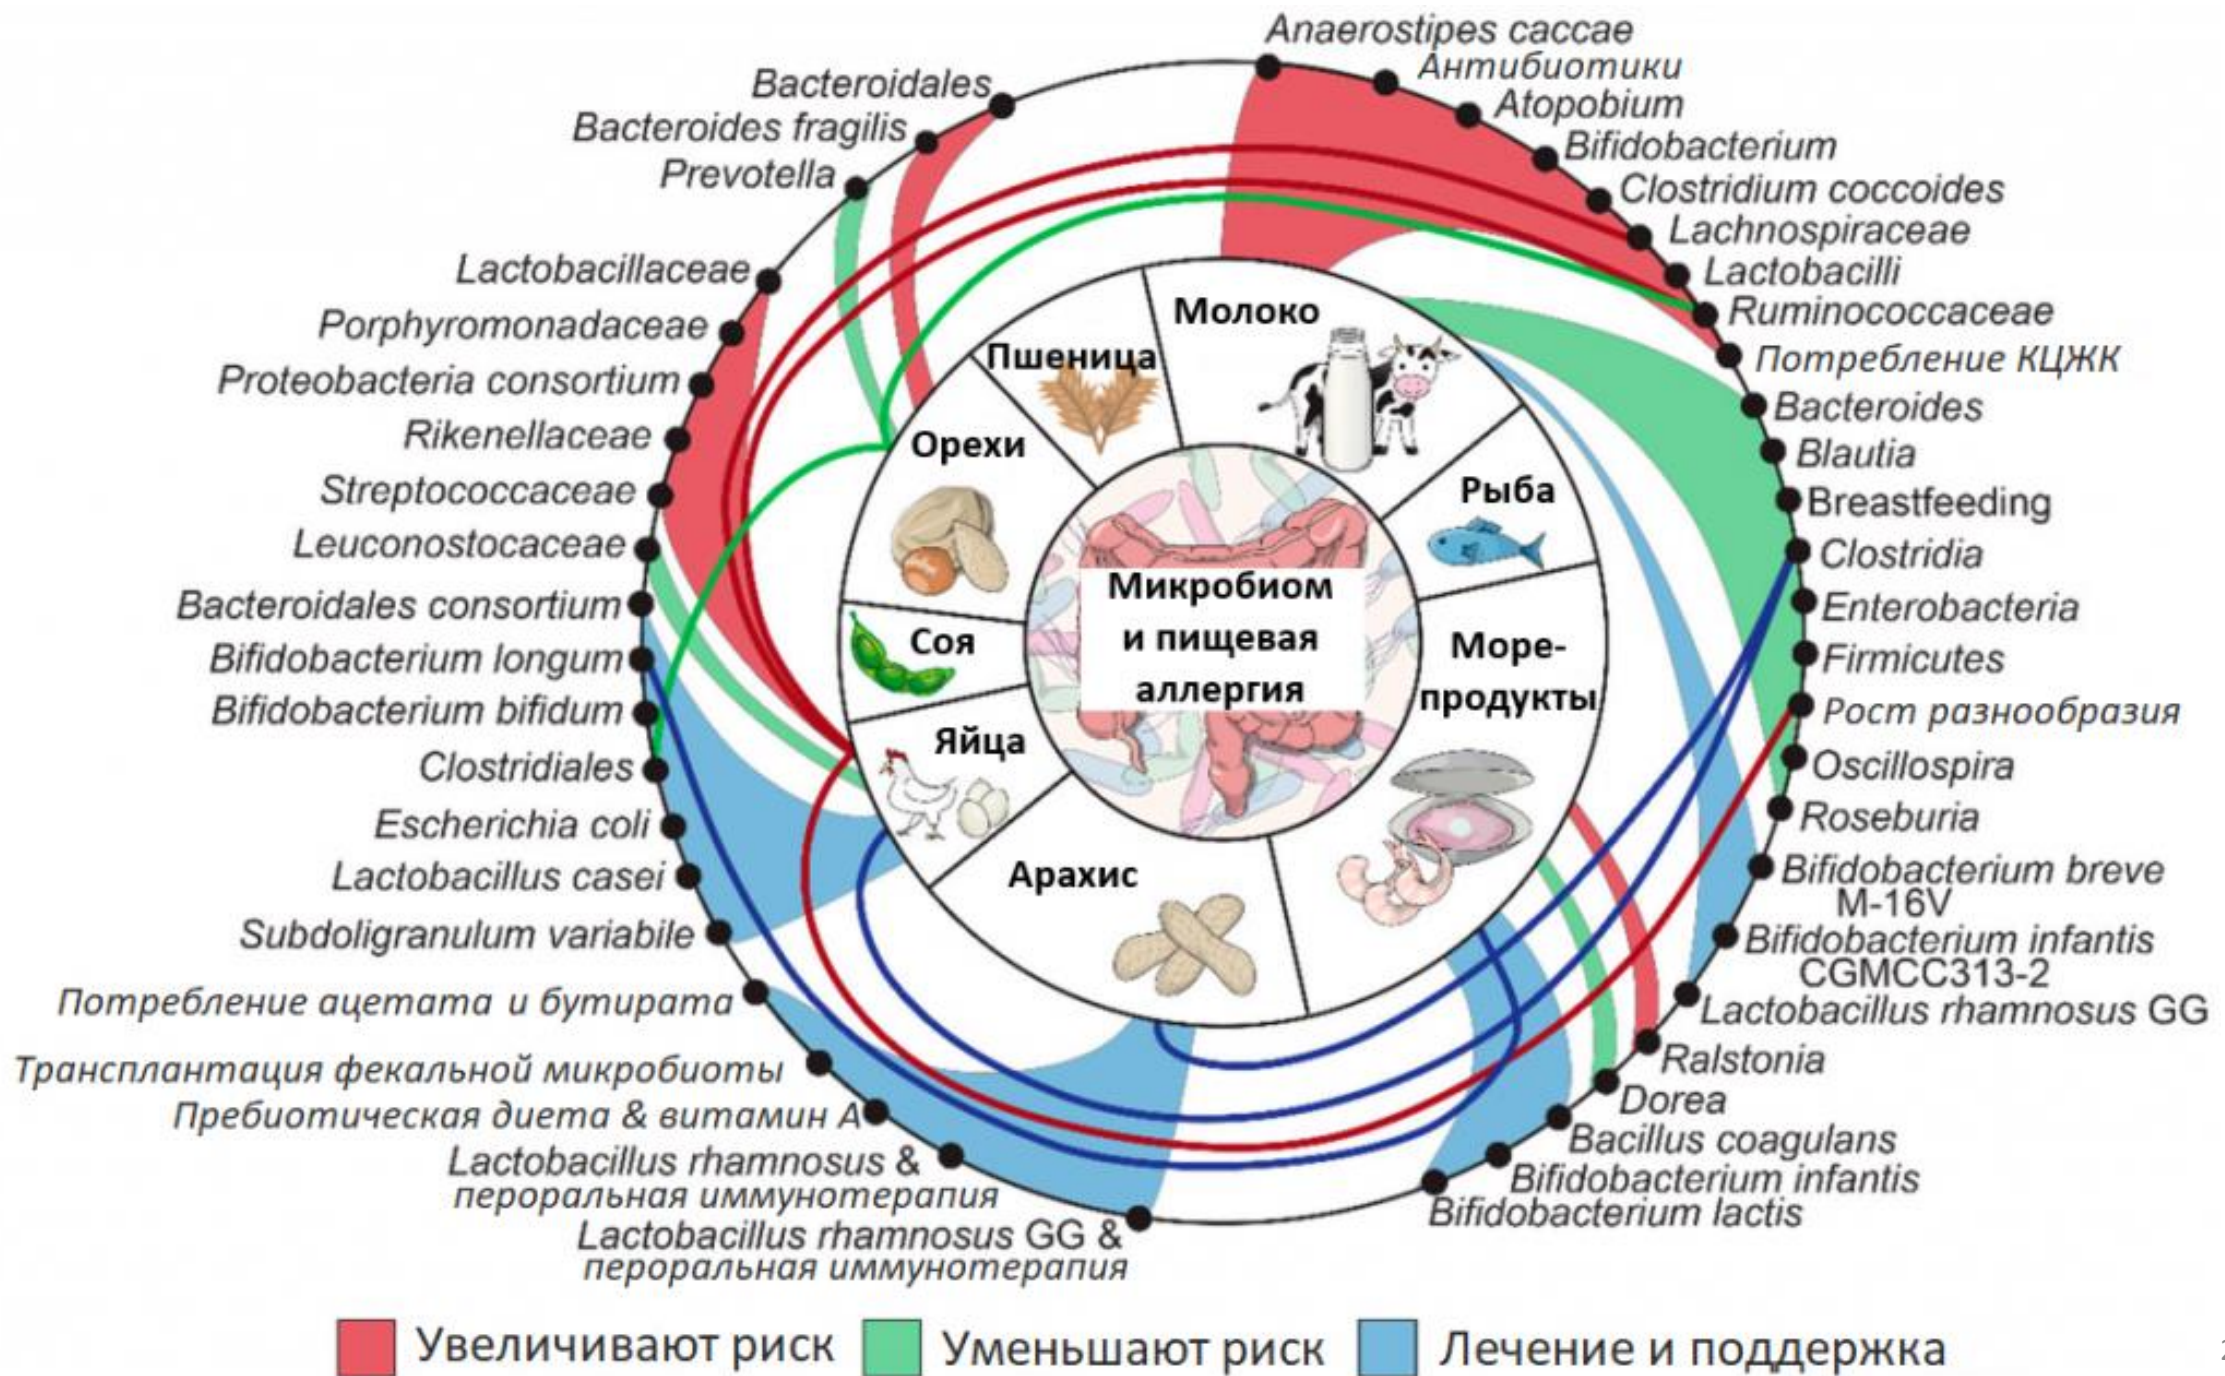 Anaerostipes caccae
Антибиотики
Atopobium
Bifidobacterium
Clostridium coccoides
Lachnospiraceae
Lactobacilli
Ruminococcaceae
Потребление КЦЖК
Bacteroides
Blautia
Breastfeeding
Clostridia
Enterobacteria
Firmicutes
Рост разнообразия
Oscillospira
Roseburia
Bifidobacterium breve
M-16V
Bifidobacterium infantis
CGMCC313-2
Lactobacillus rhamnosus GG
Ralstonia
Dorea
Bacillus coagulans
Bifidobacterium infantis
Bifidobacterium lactis
Bacteroidales
Bacteroides fragilis
Prevotella
Lactobacillaceae
Porphyromonadaceae
Proteobacteria consortium
Rikenellaceae
Streptococcaceae
Leuconostocaceae
Bacteroidales consortium
Bifidobacterium longum
Bifidobacterium bifidum
Clostridiales
Escherichia coli
Lactobacillus casei
Subdoligranulum variabile
Потребление ацетата и бутирата
Трансплантация фекальной микробиоты
Пребиотическая диета & витамин А
Lactobacillus rhamnosus &
пероральная иммунотерапия
Lactobacillus rhamnosus GG &
пероральная иммунотерапия
Молоко
Пшеница
Рыба
Орехи
Соя
Море-
продукты
Яйца
Арахис
Микробиом
и пищевая
аллергия
Увеличивают риск
Уменьшают риск
Лечение и поддержка